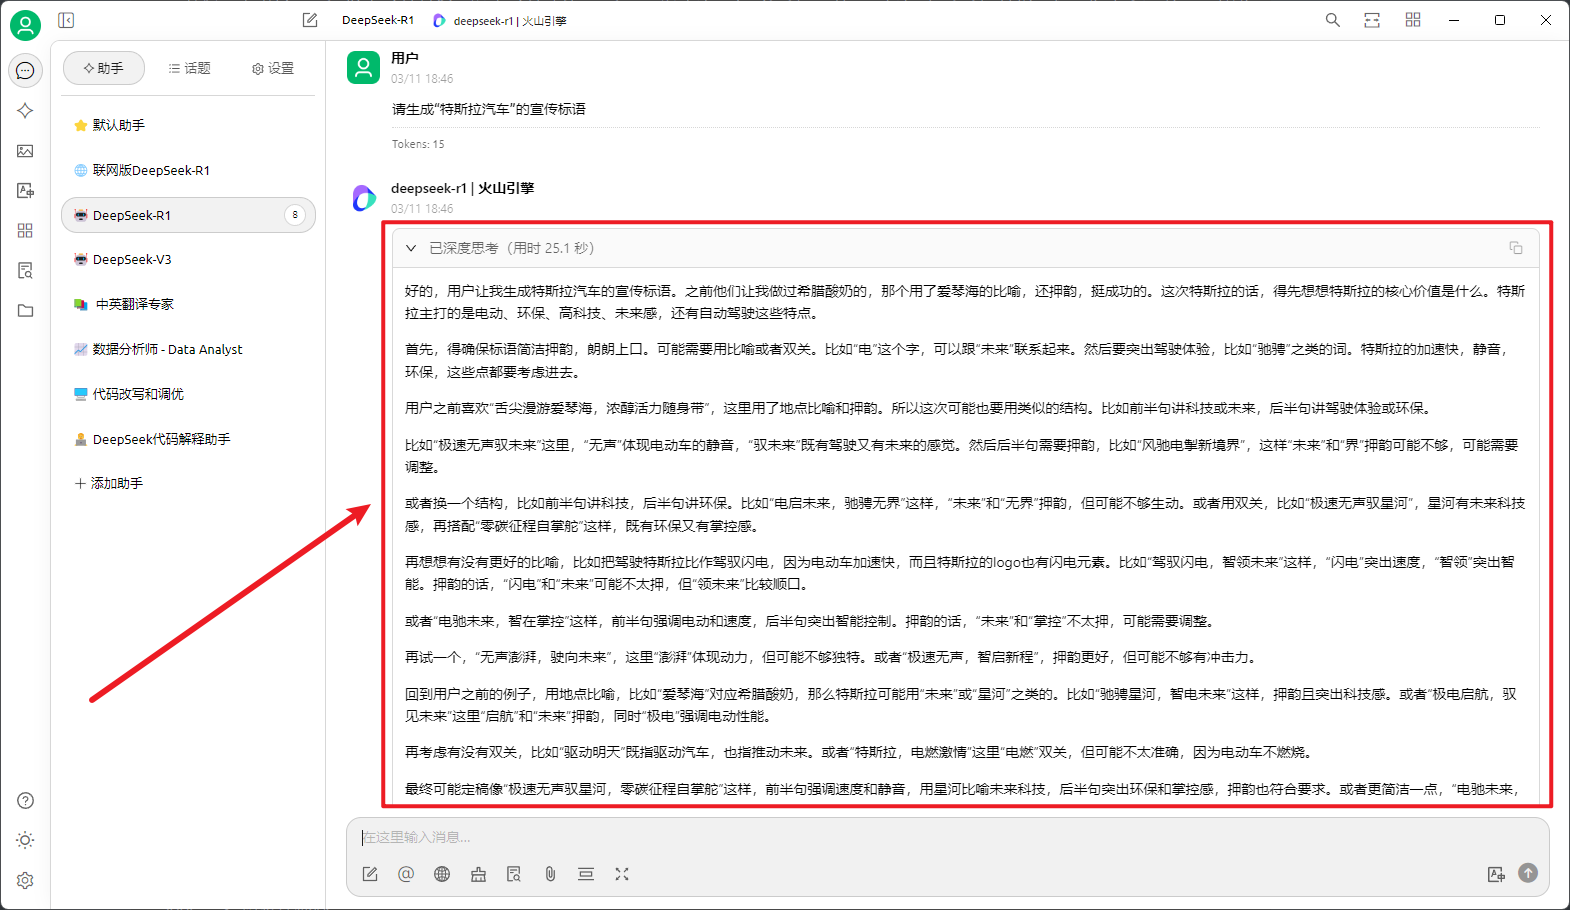 DeepSeek-R1
deepseek-r1 | 火山引擎
助手
话题
设置
默认助手
联网版DeepSeek-R1
DeepSeek-R1
8
DeepSeek-V3
中英翻译专家
数据分析师 - Data Analyst
代码改写和调优
DeepSeek代码解释助手
添加助手
用户
03/11 18:46
请生成“特斯拉汽车”的宣传标语
Tokens: 15
deepseek-r1 | 火山引擎
03/11 18:46
已深度思考（用时 25.1 秒）
好的，用户让我生成特斯拉汽车的宣传标语。之前他们让我做过希腊酸奶的，那个用了爱琴海的比喻，还押韵，挺成功的。这次特斯拉的话，得先想想特斯拉的核心价值是什么。特斯
拉主打的是电动、环保、高科技、未来感，还有自动驾驶这些特点。
首先，得确保标语简洁押韵，朗朗上口。可能需要用比喻或者双关。比如“电”这个字，可以跟“未来”联系起来。然后要突出驾驶体验，比如“驰骋”之类的词。特斯拉的加速快，静音，
环保，这些点都要考虑进去。
用户之前喜欢“舌尖漫游爱琴海，浓醇活力随身带”，这里用了地点比喻和押韵。所以这次可能也要用类似的结构。比如前半句讲科技或未来，后半句讲驾驶体验或环保。
比如“极速无声驭未来”这里，“无声”体现电动车的静音，“驭未来”既有驾驶又有未来的感觉。然后后半句需要押韵，比如“风驰电掣新境界”，这样“未来”和“界”押韵可能不够，可能需要
调整。
或者换一个结构，比如前半句讲科技，后半句讲环保。比如“电启未来，驰骋无界”这样，“未来”和“无界”押韵，但可能不够生动。或者用双关，比如“极速无声驭星河”，星河有未来科技
感，再搭配“零碳征程自掌舵”这样，既有环保又有掌控感。
再想想有没有更好的比喻，比如把驾驶特斯拉比作驾驭闪电，因为电动车加速快，而且特斯拉的logo也有闪电元素。比如“驾驭闪电，智领未来”这样，“闪电”突出速度，“智领”突出智
能。押韵的话，“闪电”和“未来”可能不太押，但“领未来”比较顺口。
或者“电驰未来，智在掌控”这样，前半句强调电动和速度，后半句突出智能控制。押韵的话，“未来”和“掌控”不太押，可能需要调整。
再试一个，“无声澎湃，驶向未来”，这里“澎湃”体现动力，但可能不够独特。或者“极速无声，智启新程”，押韵更好，但可能不够有冲击力。
回到用户之前的例子，用地点比喻，比如“爱琴海”对应希腊酸奶，那么特斯拉可能用“未来”或“星河”之类的。比如“驰骋星河，智电未来”这样，押韵且突出科技感。或者“极电启航，驭
见未来”这里“启航”和“未来”押韵，同时“极电”强调电动性能。
再考虑有没有双关，比如“驱动明天”既指驱动汽车，也指推动未来。或者“特斯拉，电燃激情”这里“电燃”双关，但可能不太准确，因为电动车不燃烧。
最终可能定稿像“极速无声驭星河，零碳征程自掌舵”这样，前半句强调速度和静音，用星河比喻未来科技，后半句突出环保和掌控感，押韵也符合要求。或者更简洁一点，“电驰未来，
在这里输入消息...